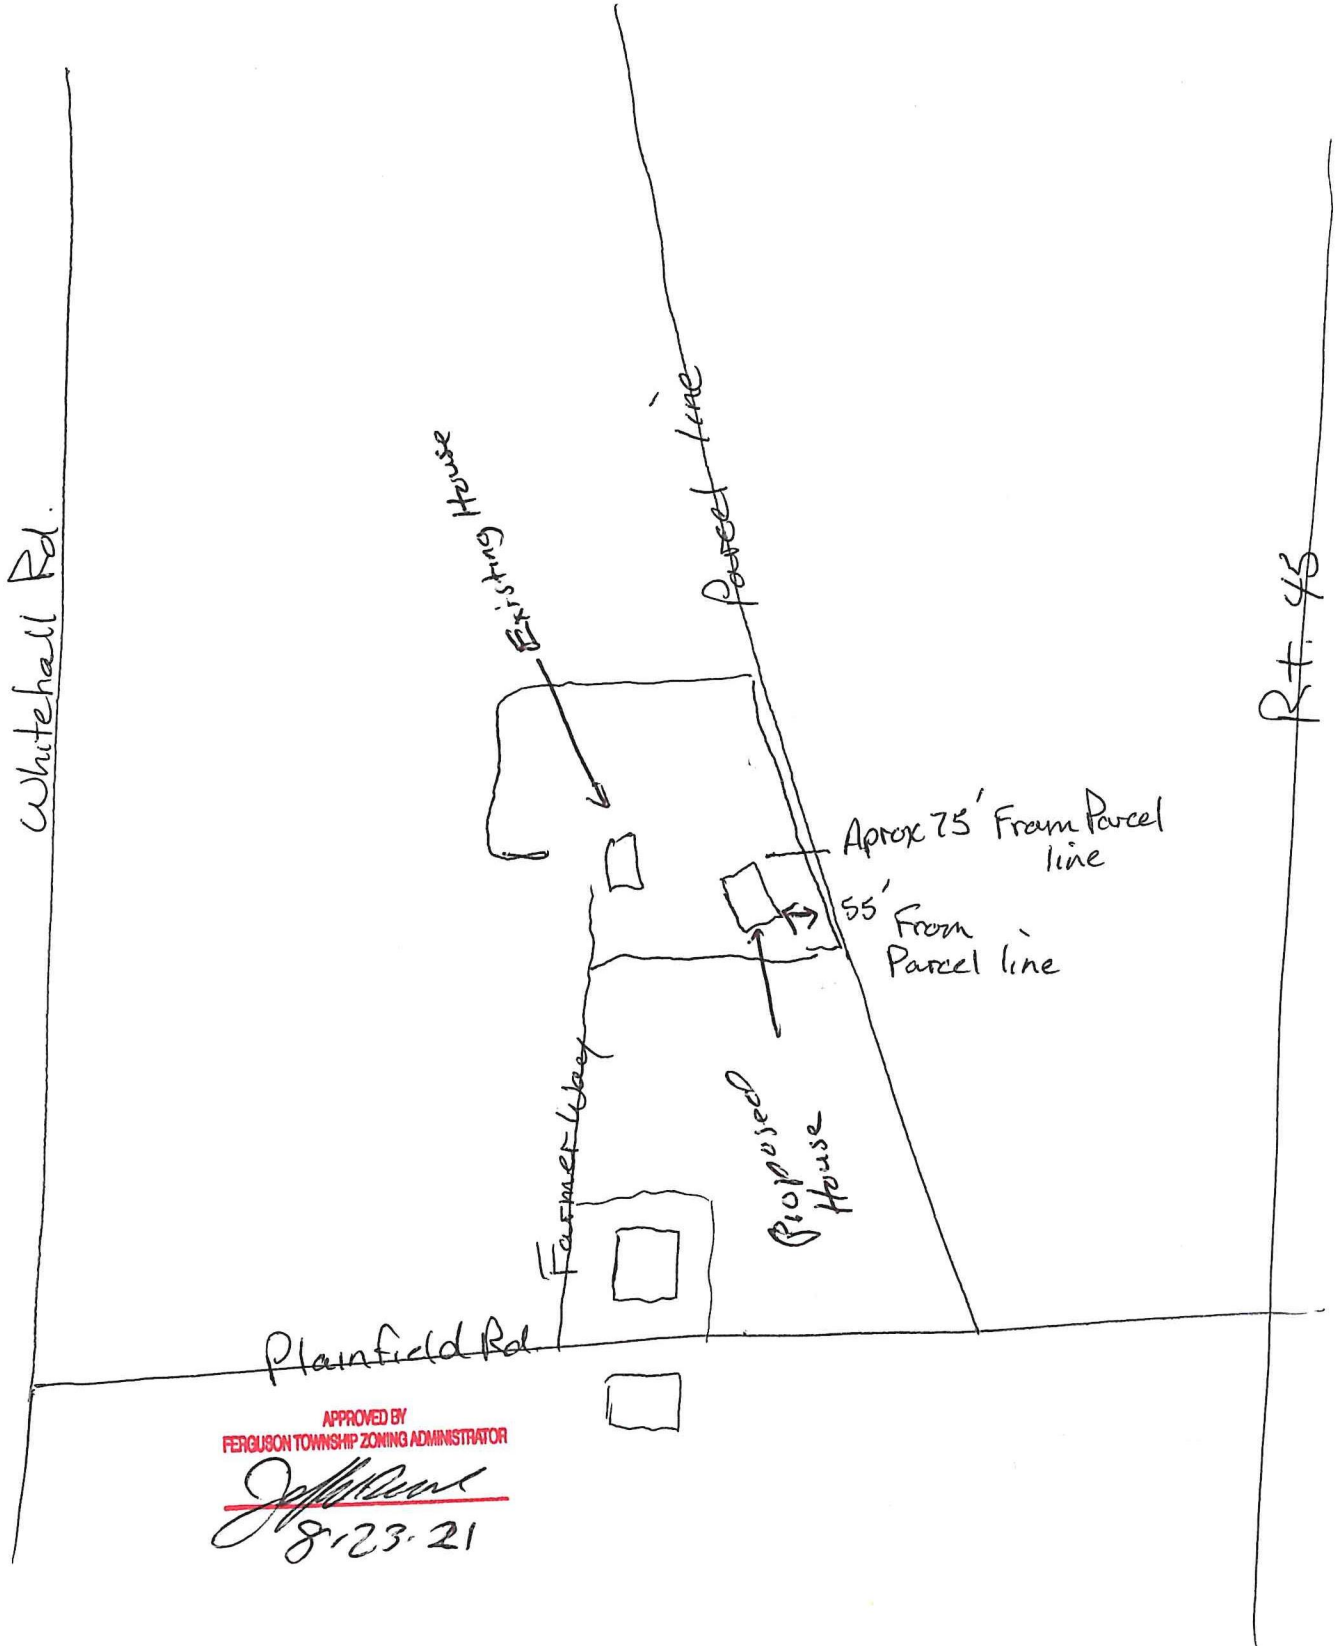 Whitehall Rd.
Existing House
Parcel line
Rt. 45
Aprox 75' From Parcel
line
55' From
Parcel line
Proposed
House
Farmer Way
Plainfield Rd.
APPROVED BY
FERGUSON TOWNSHIP ZONING ADMINISTRATOR
8.23.21